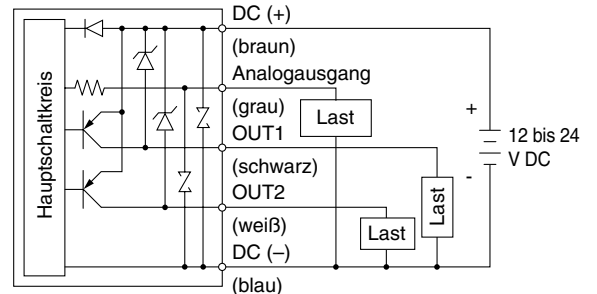 Hauptschaltkreis
DC (+)
(braun)
Analogausgang
(grau)
OUT1
(schwarz)
OUT2
(weiß)
DC (–)
(blau)
Last
Last
Last
+
12 bis 24
V DC
-